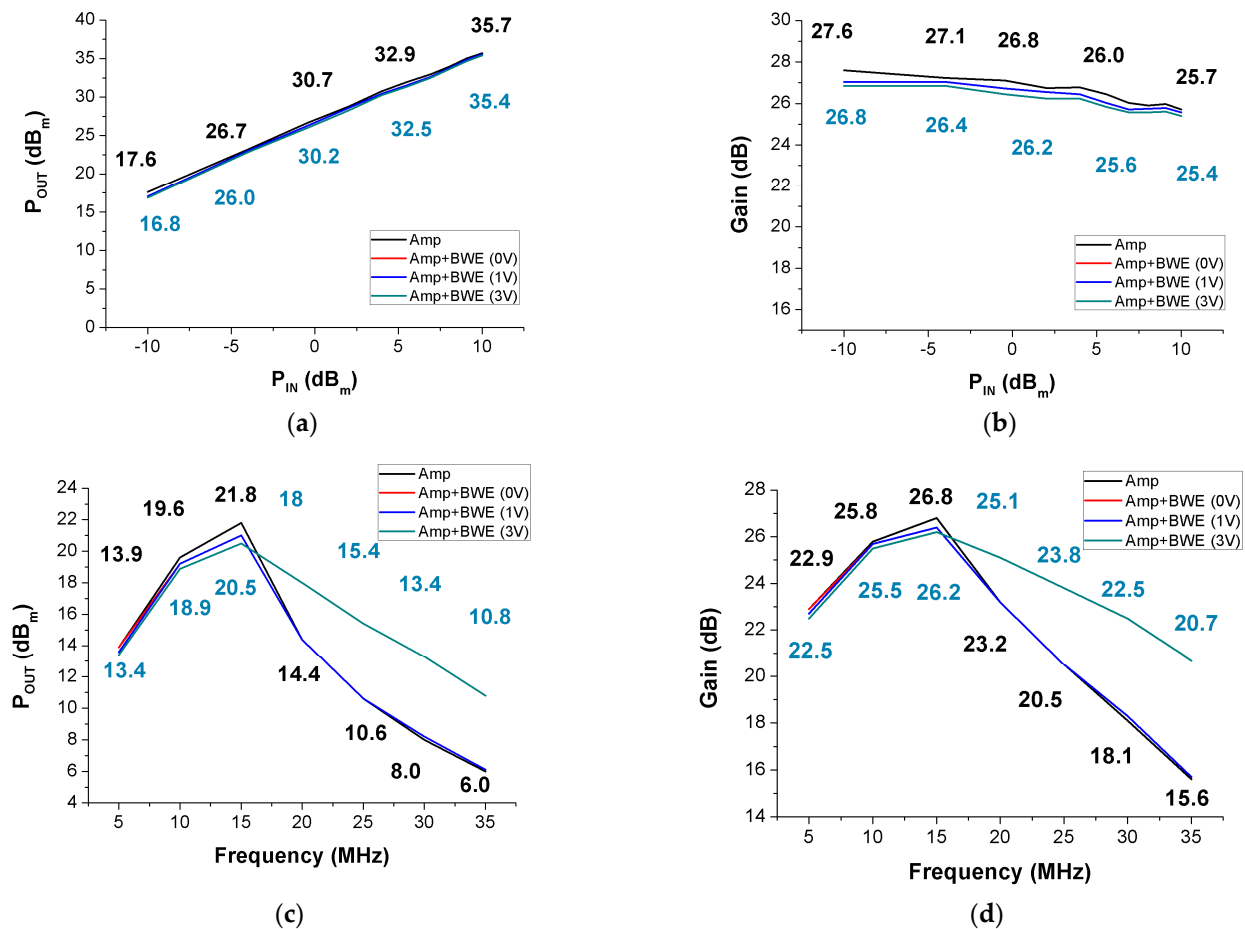 40
35
30
25
20
15
10
5
0
P_OUT (dB_m)
17.6
26.7
30.7
32.9
35.7
16.8
26.0
30.2
32.5
35.4
Amp
Amp+BWE (0V)
Amp+BWE (1V)
Amp+BWE (3V)
-10 -5 0 5 10
P_IN (dB_m)
(a)
30
28
26
24
22
20
18
16
Gain (dB)
27.6
27.1
26.8
26.0
25.7
26.8
26.4
26.2
25.6
25.4
Amp
Amp+BWE (0V)
Amp+BWE (1V)
Amp+BWE (3V)
-10 -5 0 5 10
P_IN (dB_m)
(b)
24
22
20
18
16
14
12
10
8
6
4
P_OUT (dB_m)
13.9
19.6
21.8
18
15.4
13.4
10.8
13.4
18.9
20.5
14.4
10.6
8.0
6.0
Amp
Amp+BWE (0V)
Amp+BWE (1V)
Amp+BWE (3V)
5 10 15 20 25 30 35
Frequency (MHz)
(c)
28
26
24
22
20
18
16
14
Gain (dB)
22.9
25.8
26.8
25.1
23.8
22.5
20.7
22.5
25.5
26.2
23.2
20.5
18.1
15.6
Amp
Amp+BWE (0V)
Amp+BWE (1V)
Amp+BWE (3V)
5 10 15 20 25 30 35
Frequency (MHz)
(d)